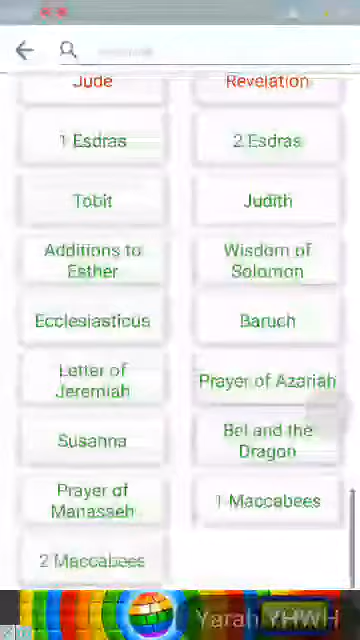 Jude
Revelation
1 Esdras
2 Esdras
Tobit
Judith
Additions to
Esther
Wisdom of
Solomon
Ecclesiasticus
Baruch
Letter of
Jeremiah
Prayer of Azariah
Susanna
Bel and the
Dragon
Prayer of
Manasseh
1 Maccabees
2 Maccabees
Yarah YHWH